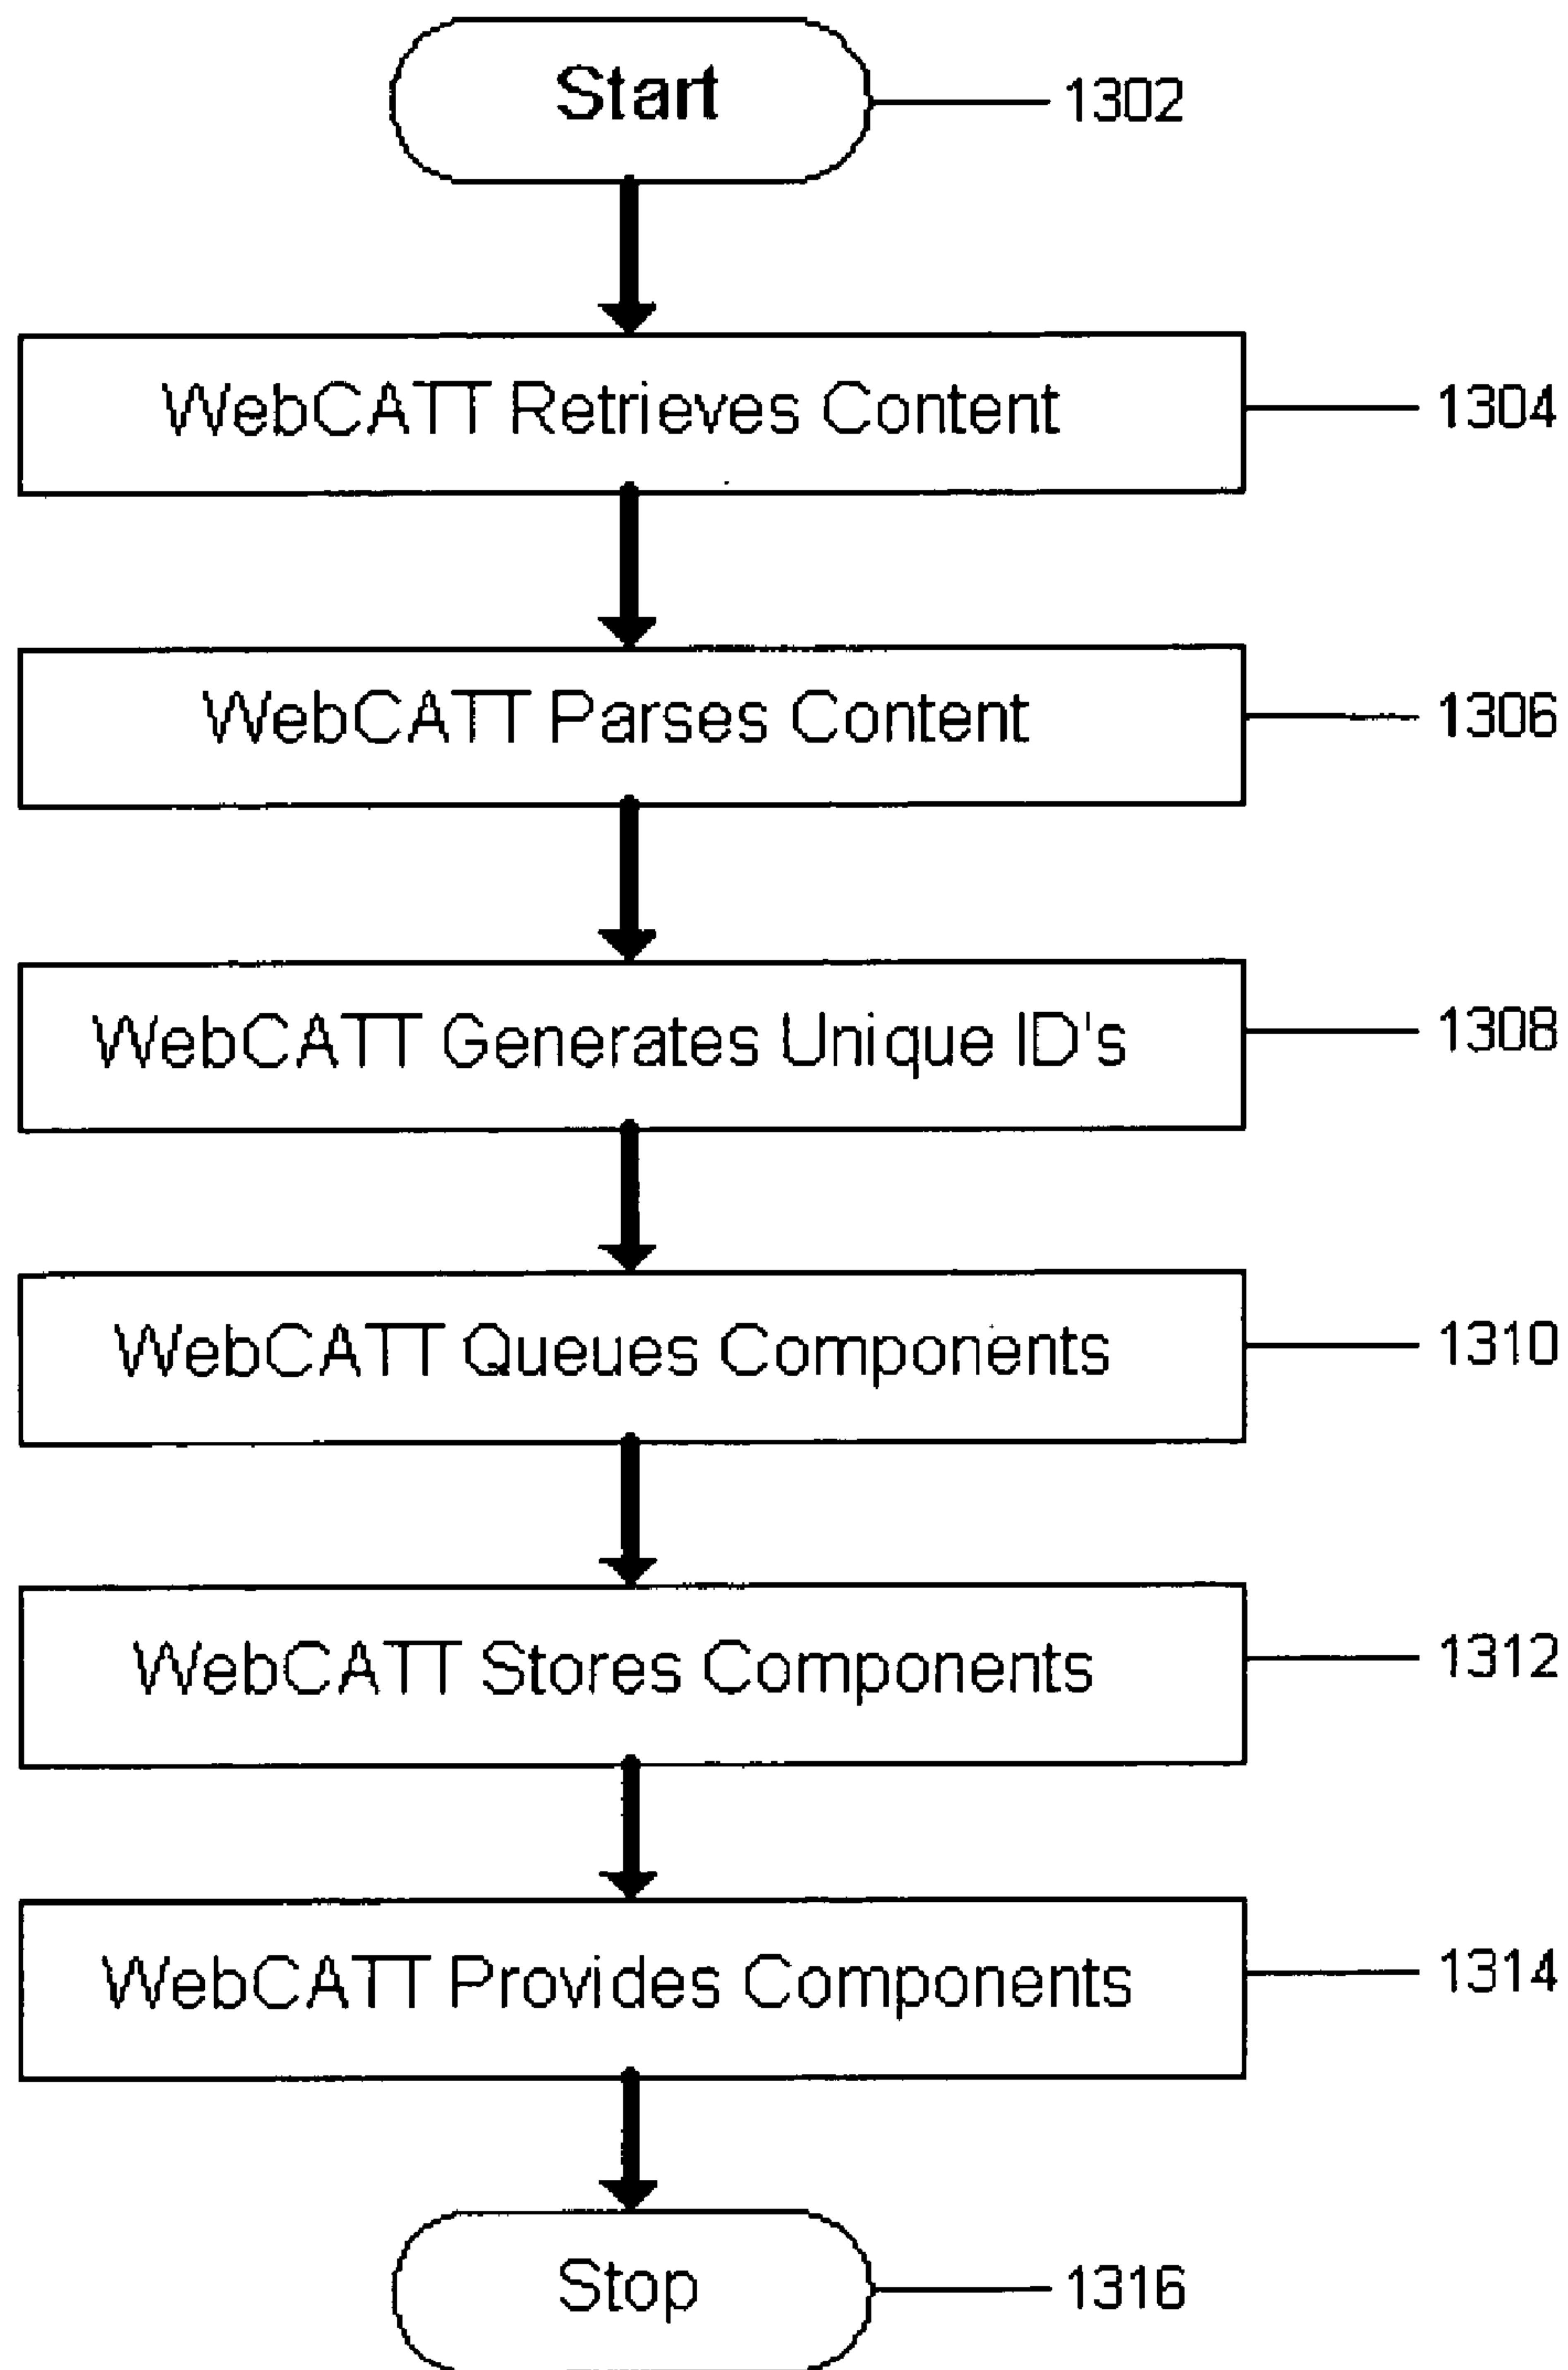 Start
1302
WebCATT Retrieves Content
1304
WebCATT Parses Content
1306
WebCATT Generates Unique ID's
1308
WebCATT Queues Components
1310
WebCATT Stores Components
1312
WebCATT Provides Components
1314
Stop
1316